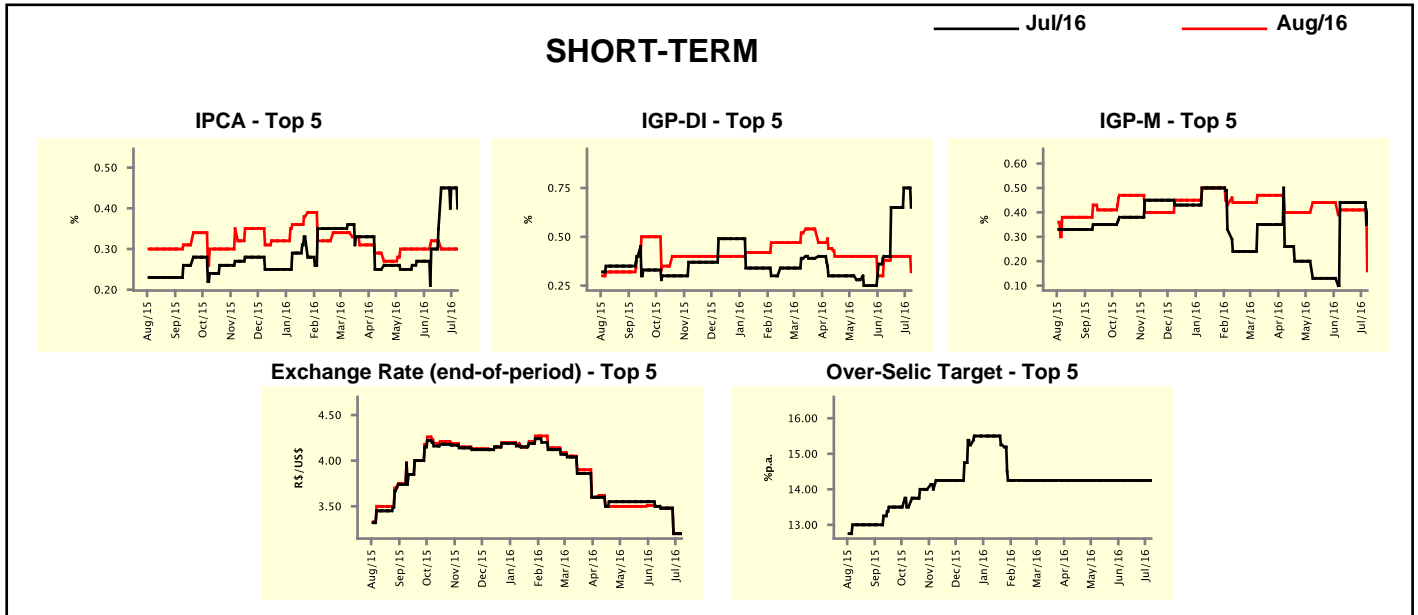 Jul/16 Aug/16
SHORT-TERM
IPCA - Top 5
%
0.50
0.40
0.30
0.20
Aug/15 Sep/15 Oct/15 Nov/15 Dec/15 Jan/16 Feb/16 Mar/16 Apr/16 May/16 Jun/16 Jul/16
IGP-DI - Top 5
%
0.75
0.50
0.25
Aug/15 Sep/15 Oct/15 Nov/15 Dec/15 Jan/16 Feb/16 Mar/16 Apr/16 May/16 Jun/16 Jul/16
IGP-M - Top 5
%
0.60
0.50
0.40
0.30
0.20
0.10
Aug/15 Sep/15 Oct/15 Nov/15 Dec/15 Jan/16 Feb/16 Mar/16 Apr/16 May/16 Jun/16 Jul/16
Exchange Rate (end-of-period) - Top 5
R$/US$
4.50
4.00
3.50
Aug/15 Sep/15 Oct/15 Nov/15 Dec/15 Jan/16 Feb/16 Mar/16 Apr/16 May/16 Jun/16 Jul/16
Over-Selic Target - Top 5
%p.a.
16.00
15.00
14.00
13.00
Aug/15 Sep/15 Oct/15 Nov/15 Dec/15 Jan/16 Feb/16 Mar/16 Apr/16 May/16 Jun/16 Jul/16